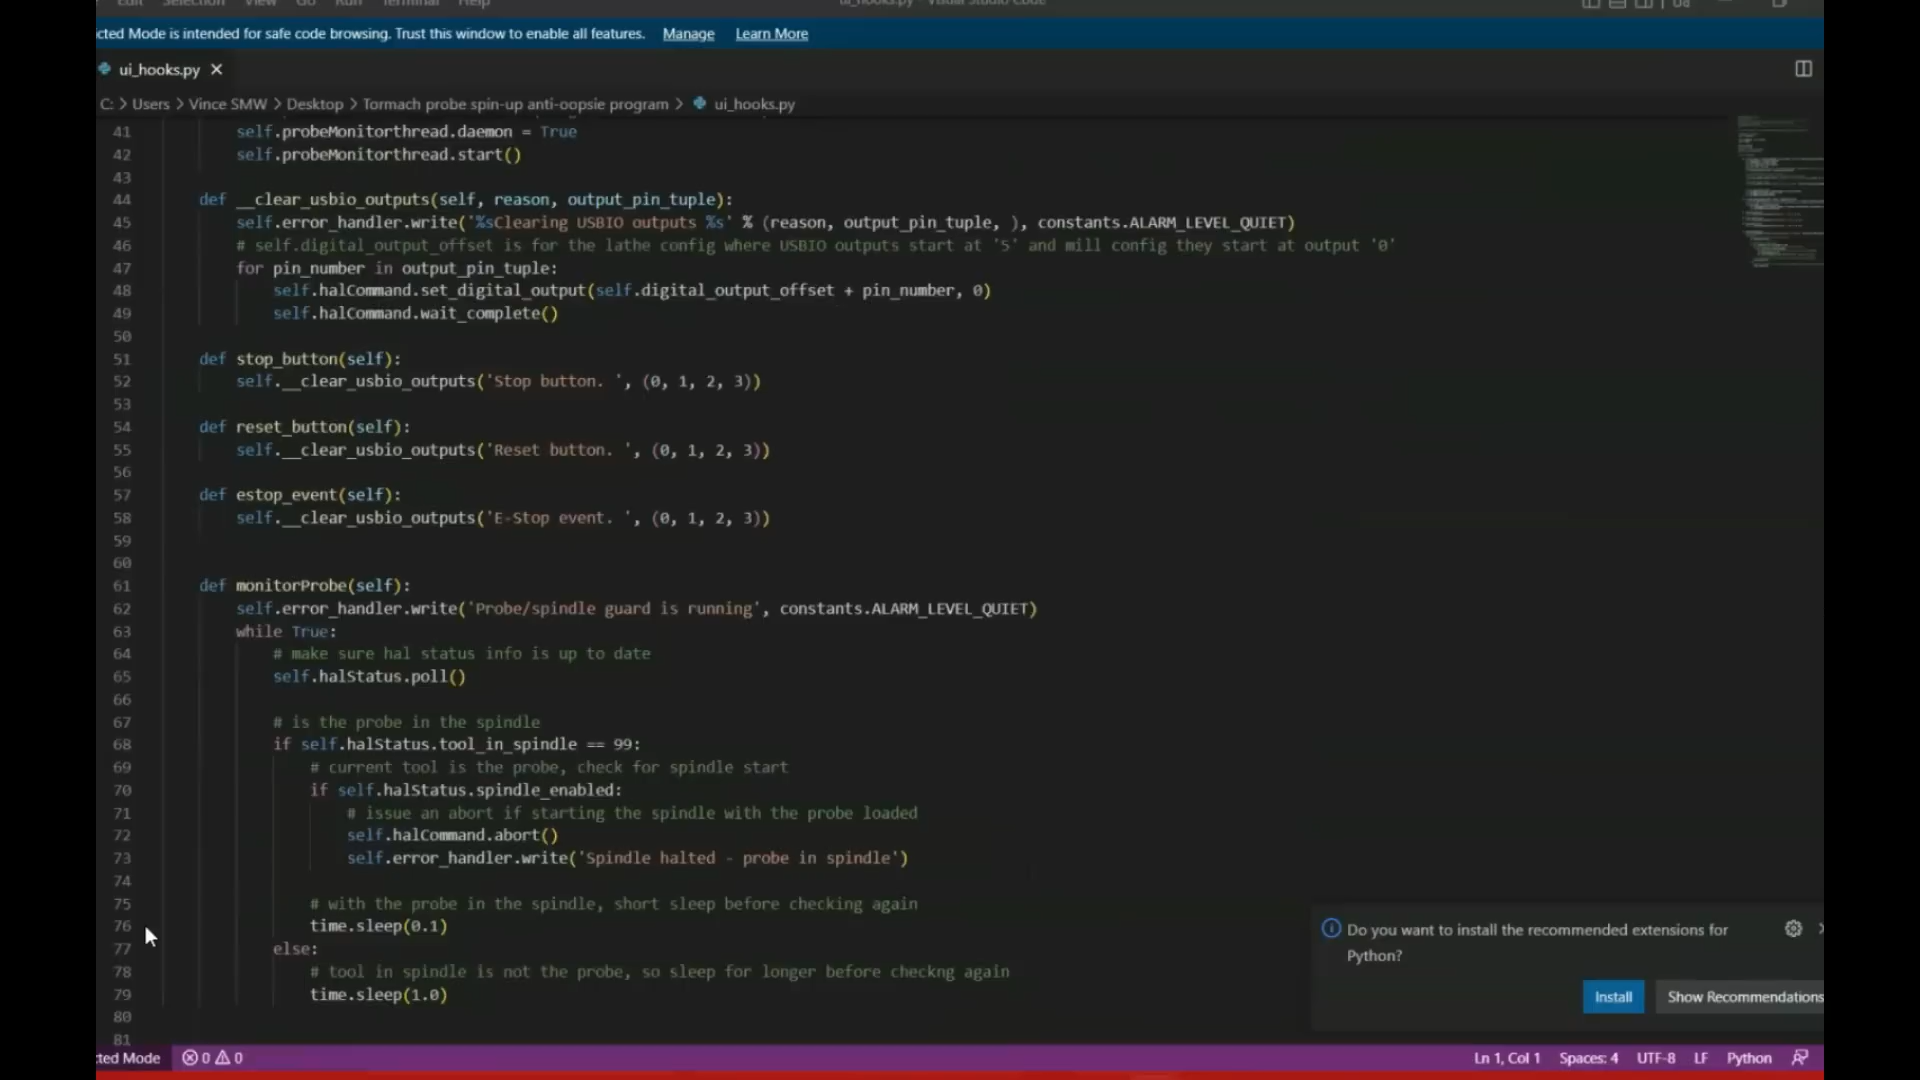 Edit Selection View Go Run Terminal Help
ui_hooks.py - Visual Studio Code
cted Mode is intended for safe code browsing. Trust this window to enable all features. Manage Learn More
ui_hooks.py
C: > Users > Vince SMW > Desktop > Tormach probe spin-up anti-oopsie program > ui_hooks.py
41 self.probeMonitorthread.daemon = True
42 self.probeMonitorthread.start()
43
44 def __clear_usbio_outputs(self, reason, output_pin_tuple):
45 self.error_handler.write('%sClearing USBIO outputs %s' % (reason, output_pin_tuple, ), constants.ALARM_LEVEL_QUIET)
46 # self.digital_output_offset is for the lathe config where USBIO outputs start at '5' and mill config they start at output '0'
47 for pin_number in output_pin_tuple:
48 self.halCommand.set_digital_output(self.digital_output_offset + pin_number, 0)
49 self.halCommand.wait_complete()
50
51 def stop_button(self):
52 self.__clear_usbio_outputs('Stop button. ', (0, 1, 2, 3))
53
54 def reset_button(self):
55 self.__clear_usbio_outputs('Reset button. ', (0, 1, 2, 3))
56
57 def estop_event(self):
58 self.__clear_usbio_outputs('E-Stop event. ', (0, 1, 2, 3))
59
60
61 def monitorProbe(self):
62 self.error_handler.write('Probe/spindle guard is running', constants.ALARM_LEVEL_QUIET)
63 while True:
64 # make sure hal status info is up to date
65 self.halStatus.poll()
66
67 # is the probe in the spindle
68 if self.halStatus.tool_in_spindle == 99:
69 # current tool is the probe, check for spindle start
70 if self.halStatus.spindle_enabled:
71 # issue an abort if starting the spindle with the probe loaded
72 self.halCommand.abort()
73 self.error_handler.write('Spindle halted - probe in spindle')
74
75 # with the probe in the spindle, short sleep before checking again
76 time.sleep(0.1)
77 else:
78 # tool in spindle is not the probe, so sleep for longer before checkng again
79 time.sleep(1.0)
80
81
Do you want to install the recommended extensions for
Python?
Install Show Recommendations
cted Mode 0 0 Ln 1, Col 1 Spaces: 4 UTF-8 LF Python